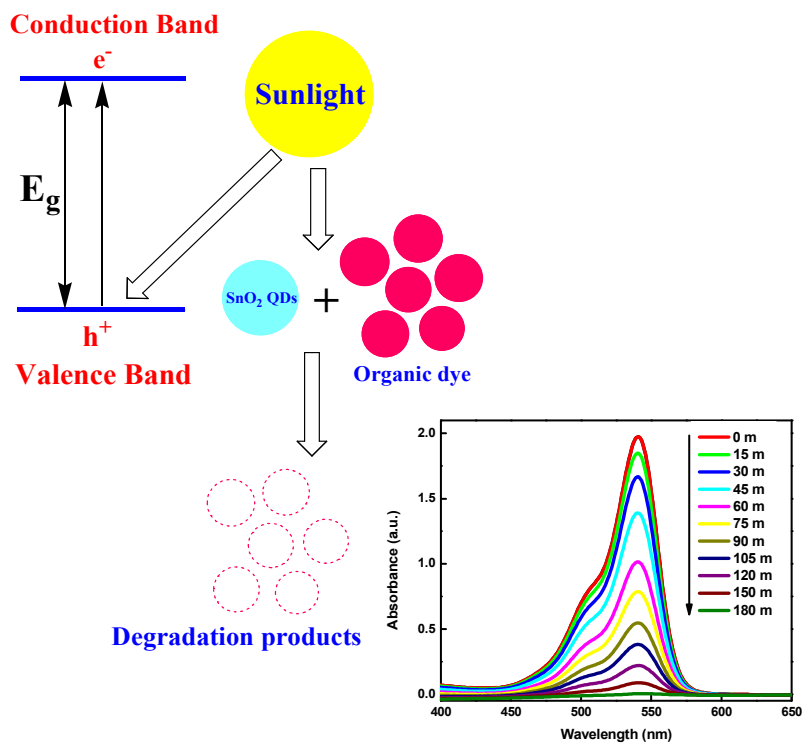 Conduction Band
e-
Sunlight
Eg
SnO2 QDs
+
h+
Valence Band
Organic dye
Degradation products
Absorbance (a.u.)
2.0
1.5
1.0
0.5
0.0
400
450
500
550
600
650
Wavelength (nm)
0 m
15 m
30 m
45 m
60 m
75 m
90 m
105 m
120 m
150 m
180 m